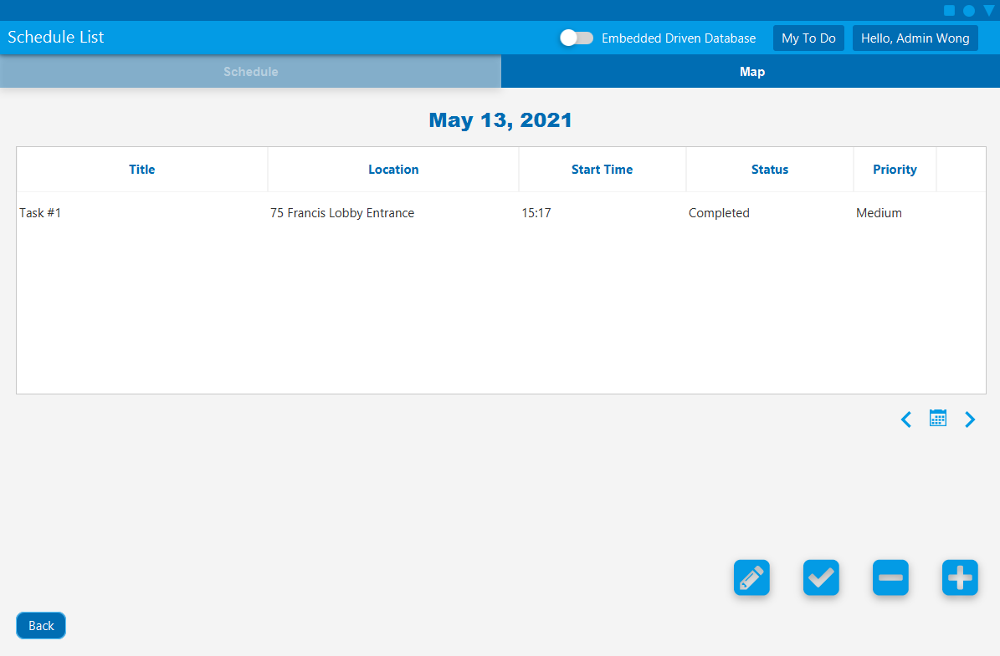 Schedule List
Embedded Driven Database
My To Do
Hello, Admin Wong
Schedule
Map
May 13, 2021
Title Location Start Time Status Priority
Task #1 75 Francis Lobby Entrance 15:17 Completed Medium
Back